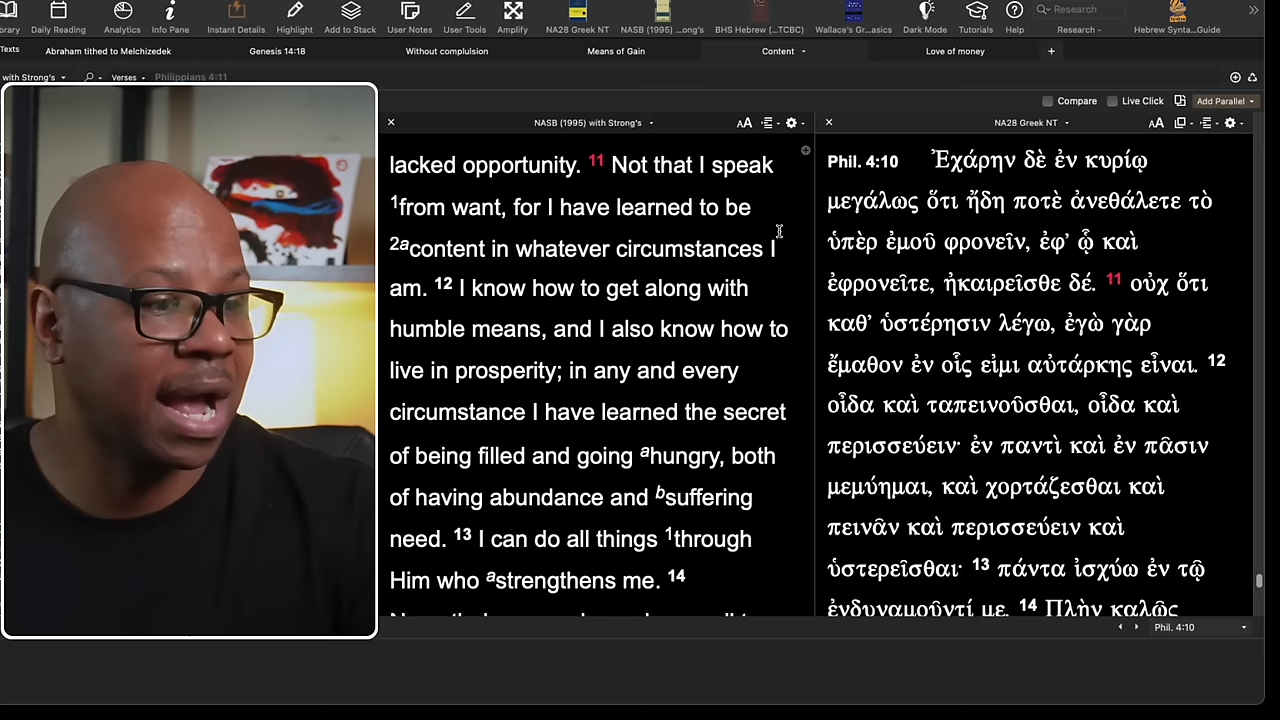 brary Daily Reading Analytics Info Pane Instant Details Highlight Add to Stack User Notes User Tools Amplify NA28 Greek NT NASB (1995) ...ong's BHS Hebrew (...TCBC) Wallace's Gr...asics Dark Mode Tutorials Help Research Research Hebrew Synta...Guide
Texts Abraham tithed to Melchizedek Genesis 14:18 Without compulsion Means of Gain Content Love of money +
with Strong's Verses Philippians 4:11
Compare Live Click Add Parallel
NASB (1995) with Strong's
lacked opportunity. 11 Not that I speak
1from want, for I have learned to be
2acontent in whatever circumstances I
am. 12 I know how to get along with
humble means, and I also know how to
live in prosperity; in any and every
circumstance I have learned the secret
of being filled and going ahungry, both
of having abundance and bsuffering
need. 13 I can do all things 1through
Him who astrengthens me. 14
NA28 Greek NT
Phil. 4:10 Ἐχάρην δὲ ἐν κυρίῳ
μεγάλως ὅτι ἤδη ποτὲ ἀνεθάλετε τὸ
ὑπὲρ ἐμοῦ φρονεῖν, ἐφ’ ᾧ καὶ
ἐφρονεῖτε, ἠκαιρεῖσθε δέ. 11 οὐχ ὅτι
καθ’ ὑστέρησιν λέγω, ἐγὼ γὰρ
ἔμαθον ἐν οἷς εἰμι αὐτάρκης εἶναι. 12
οἶδα καὶ ταπεινοῦσθαι, οἶδα καὶ
περισσεύειν· ἐν παντὶ καὶ ἐν πᾶσιν
μεμύημαι, καὶ χορτάζεσθαι καὶ
πεινᾶν καὶ περισσεύειν καὶ
ὑστερεῖσθαι· 13 πάντα ἰσχύω ἐν τῷ
ἐνδυναμοῦντί με. 14 Πλὴν καλῶς
Phil. 4:10